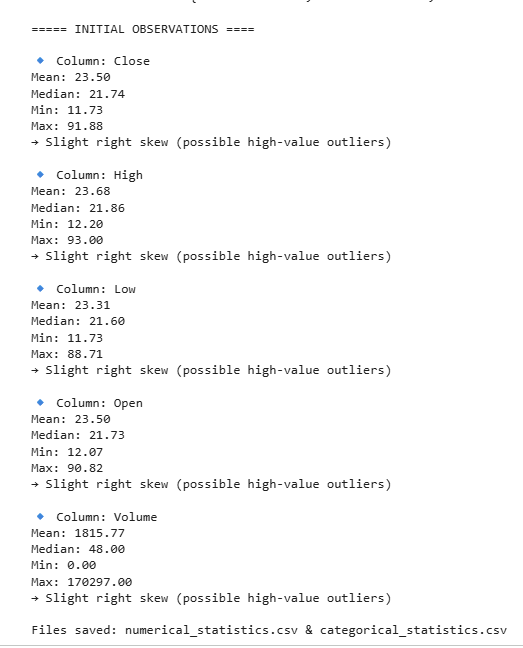 ===== INITIAL OBSERVATIONS ====
🔹 Column: Close
Mean: 23.50
Median: 21.74
Min: 11.73
Max: 91.88
→ Slight right skew (possible high-value outliers)
🔹 Column: High
Mean: 23.68
Median: 21.86
Min: 12.20
Max: 93.00
→ Slight right skew (possible high-value outliers)
🔹 Column: Low
Mean: 23.31
Median: 21.60
Min: 11.73
Max: 88.71
→ Slight right skew (possible high-value outliers)
🔹 Column: Open
Mean: 23.50
Median: 21.73
Min: 12.07
Max: 90.82
→ Slight right skew (possible high-value outliers)
🔹 Column: Volume
Mean: 1815.77
Median: 48.00
Min: 0.00
Max: 170297.00
→ Slight right skew (possible high-value outliers)
Files saved: numerical_statistics.csv & categorical_statistics.csv